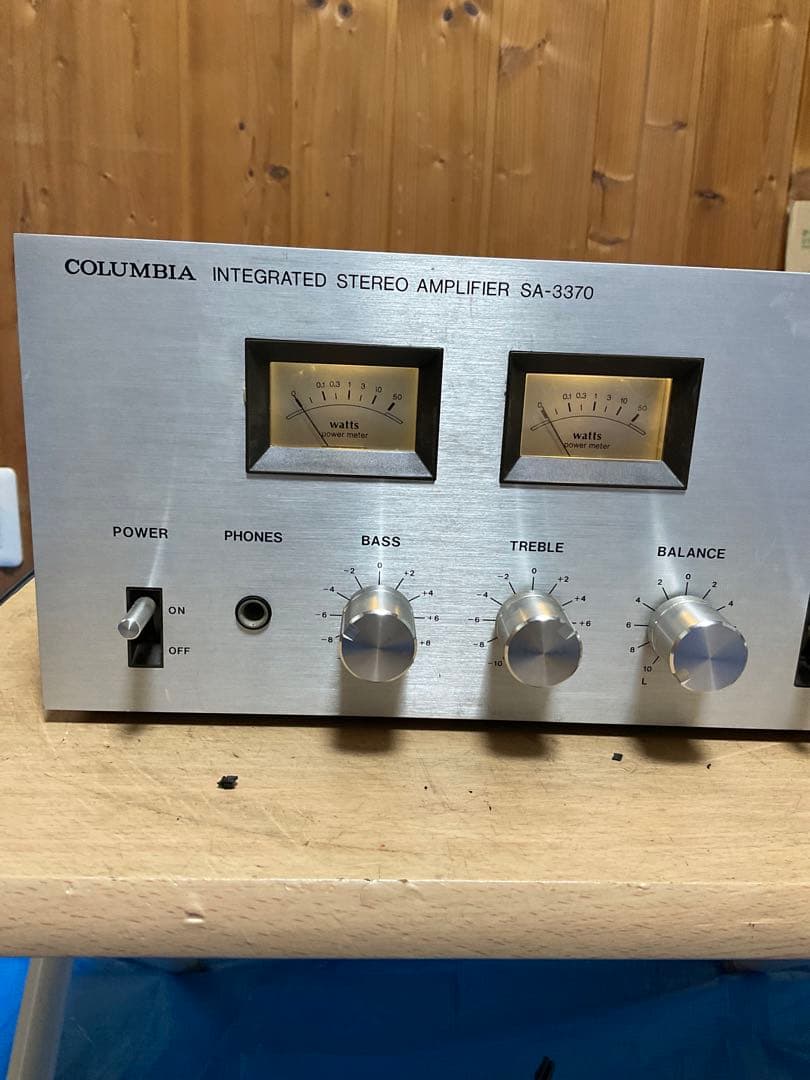 COLUMBIA INTEGRATED STEREO AMPLIFIER SA-3370
0 0.1 0.3 1 3 10 50
watts
power meter
0 0.1 0.3 1 3 10 50
watts
power meter
POWER
ON
OFF
PHONES
BASS
-8 -6 -4 -2 0 +2 +4 +6 +8
TREBLE
-10 -8 -6 -4 -2 0 +2 +4 +6
BALANCE
L 10 8 6 4 2 0 2 4